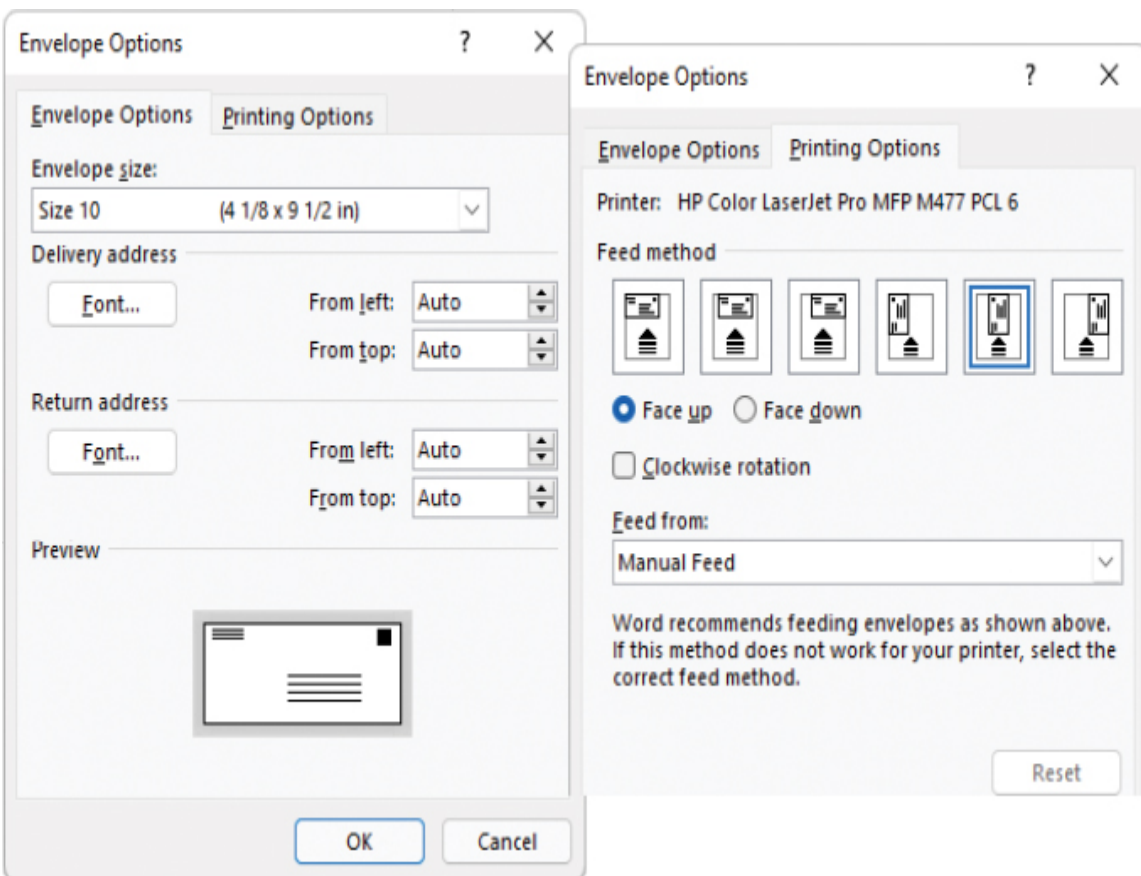 Envelope Options ?
Envelope Options Printing Options
Envelope size:
Size 10 (4 1/8 x 9 1/2 in)
Delivery address
Font... From left: Auto
From top: Auto
Return address
Font... From left: Auto
From top: Auto
Preview
OK Cancel
Envelope Options ?
Envelope Options Printing Options
Printer: HP Color LaserJet Pro MFP M477 PCL 6
Feed method
Face up Face down
Clockwise rotation
Feed from:
Manual Feed
Word recommends feeding envelopes as shown above.
If this method does not work for your printer, select the
correct feed method.
Reset